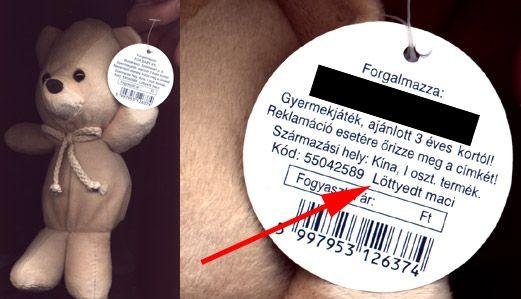 Forgalmazza:
Gyermekjáték, ajánlott 3 éves kortól!
Reklamáció esetére őrizze meg a címkét!
Származási hely: Kína, I oszt. termék.
Kód: 55042589 Löttyedt maci
Fogyasztói ár: Ft
997953 126374